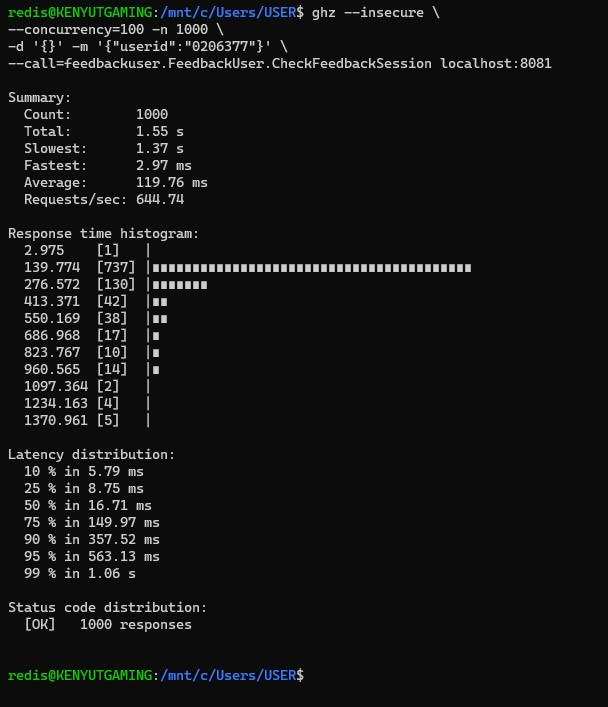 redis@KENYUTGAMING:/mnt/c/Users/USER$ ghz --insecure \
--concurrency=100 -n 1000 \
-d '{}' -m '{"userid":"0206377"}' \
--call=feedbackuser.FeedbackUser.CheckFeedbackSession localhost:8081
Summary:
Count: 1000
Total: 1.55 s
Slowest: 1.37 s
Fastest: 2.97 ms
Average: 119.76 ms
Requests/sec: 644.74
Response time histogram:
2.975 [1] |
139.774 [737] |∎∎∎∎∎∎∎∎∎∎∎∎∎∎∎∎∎∎∎∎∎∎∎∎∎∎∎∎∎∎∎∎∎∎∎∎∎∎∎∎
276.572 [130] |∎∎∎∎∎∎∎
413.371 [42] |∎∎
550.169 [38] |∎∎
686.968 [17] |∎
823.767 [10] |∎
960.565 [14] |∎
1097.364 [2] |
1234.163 [4] |
1370.961 [5] |
Latency distribution:
10 % in 5.79 ms
25 % in 8.75 ms
50 % in 16.71 ms
75 % in 149.97 ms
90 % in 357.52 ms
95 % in 563.13 ms
99 % in 1.06 s
Status code distribution:
[OK] 1000 responses
redis@KENYUTGAMING:/mnt/c/Users/USER$